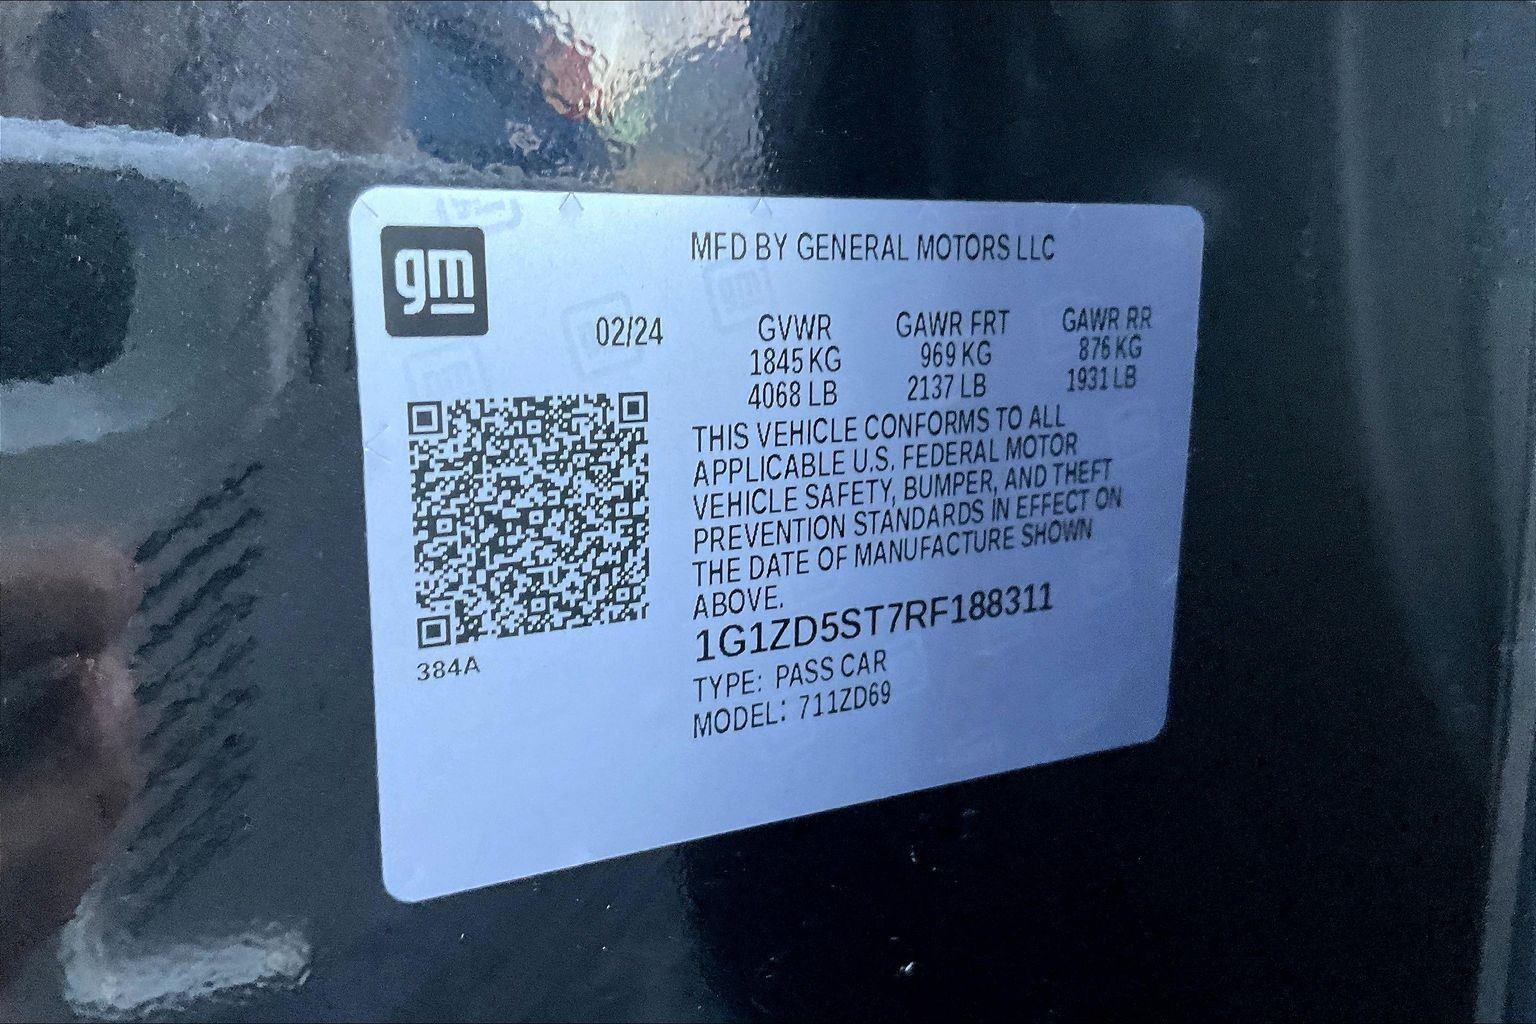 gm
MFD BY GENERAL MOTORS LLC
02/24
GVWR GAWR FRT GAWR RR
1845 KG 969 KG 876 KG
4068 LB 2137 LB 1931 LB
THIS VEHICLE CONFORMS TO ALL
APPLICABLE U.S. FEDERAL MOTOR
VEHICLE SAFETY, BUMPER, AND THEFT
PREVENTION STANDARDS IN EFFECT ON
THE DATE OF MANUFACTURE SHOWN
ABOVE.
1G1ZD5ST7RF188311
TYPE: PASS CAR
MODEL: 711ZD69
384A